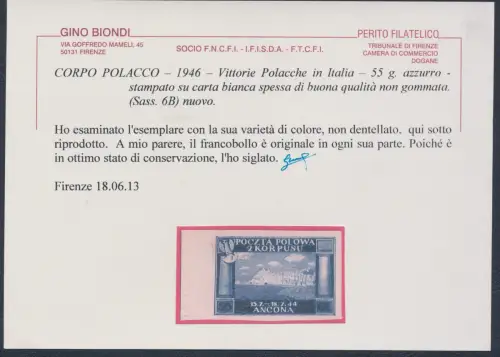 GINO BIONDI
PERITO FILATELICO
VIA GOFFREDO MAMELI, 45
50131 FIRENZE
SOCIO F.N.C.F.I. - I.F.I.S.D.A. - F.T.C.F.I.
TRIBUNALE DI FIRENZE
CAMERA DI COMMERCIO
DOGANE
CORPO POLACCO – 1946 – Vittorie Polacche in Italia – 55 g. azzurro -
stampato su carta bianca spessa di buona qualità non gommata.
(Sass. 6B) nuovo.
Ho esaminato l'esemplare con la sua varietà di colore, non dentellato, qui sotto
riprodotto. A mio parere, il francobollo è originale in ogni sua parte. Poiché è
in ottimo stato di conservazione, l'ho siglato.
Firenze 18.06.13
POCZTA POLOWA
2 KORPUSU
ANCONA